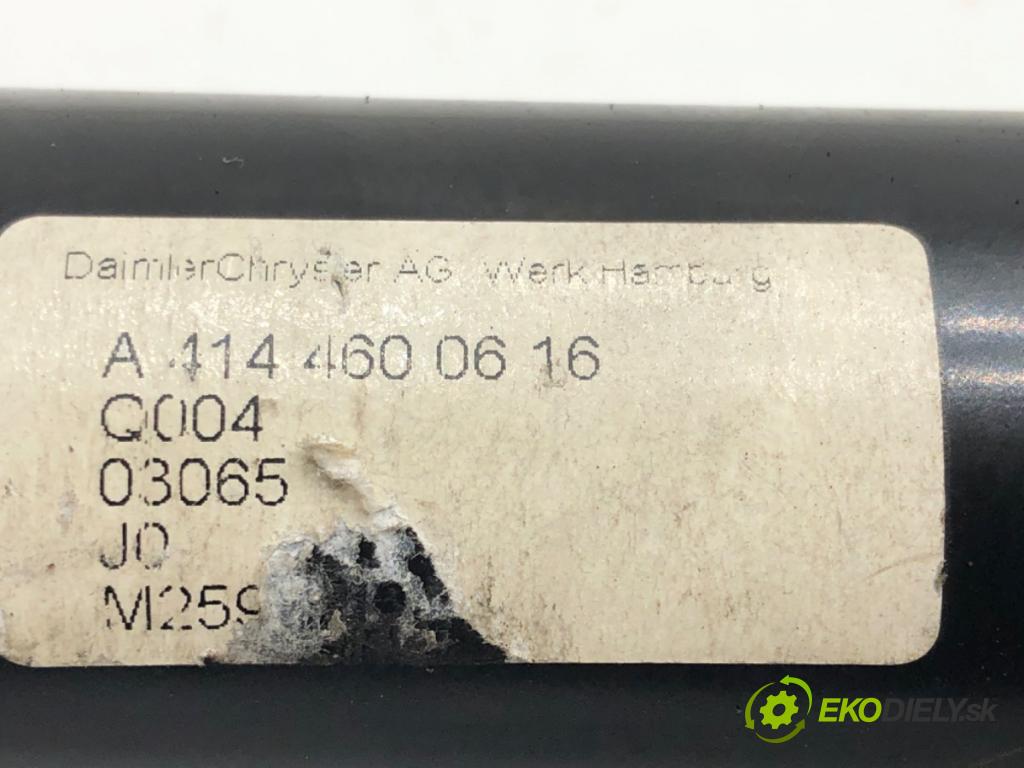 DaimlerChrysler AG Werk Hamburg
A 414 460 06 16
Q004
03065
J0
M259
EKODIELY.sk